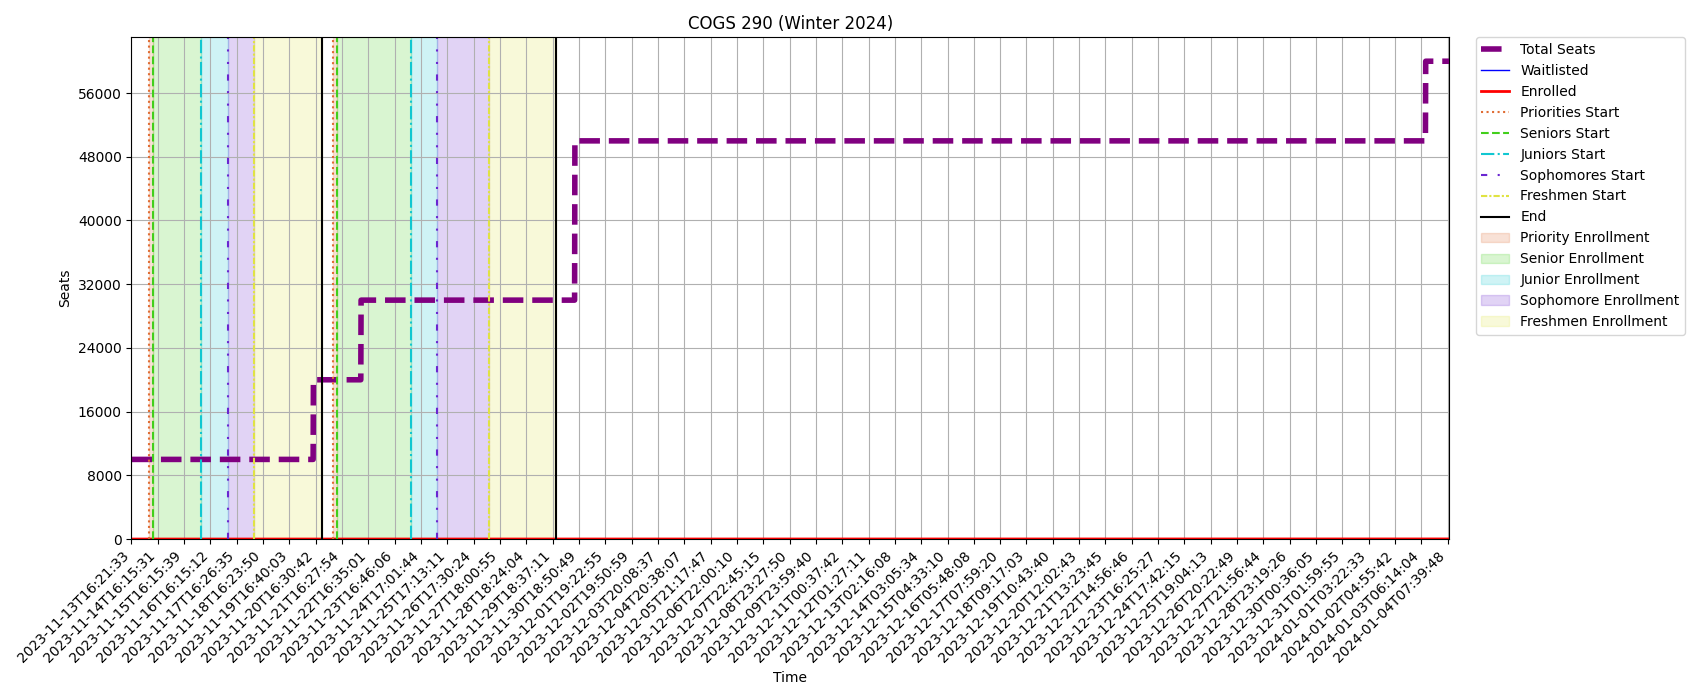 COGS 290 (Winter 2024)
Seats
56000
48000
40000
32000
24000
16000
8000
0
2023-11-13T16:21:33
2023-11-14T16:15:31
2023-11-15T16:15:39
2023-11-16T16:15:12
2023-11-17T16:26:35
2023-11-18T16:23:50
2023-11-19T16:40:03
2023-11-20T16:30:42
2023-11-21T16:27:54
2023-11-22T16:35:01
2023-11-23T16:46:06
2023-11-24T17:01:44
2023-11-25T17:13:11
2023-11-26T17:30:24
2023-11-28T18:00:55
2023-11-28T18:24:04
2023-11-29T18:37:11
2023-11-30T18:50:49
2023-12-01T19:22:55
2023-12-02T19:50:59
2023-12-03T20:08:37
2023-12-04T20:38:07
2023-12-05T21:17:47
2023-12-06T22:00:10
2023-12-07T22:45:15
2023-12-08T23:27:50
2023-12-09T23:59:40
2023-12-11T00:37:42
2023-12-12T01:27:11
2023-12-13T02:16:08
2023-12-14T03:05:34
2023-12-15T04:33:10
2023-12-16T05:48:08
2023-12-17T07:59:20
2023-12-18T09:17:03
2023-12-19T10:43:40
2023-12-20T12:02:43
2023-12-21T13:23:45
2023-12-22T14:56:46
2023-12-23T16:25:27
2023-12-24T17:42:15
2023-12-25T19:04:13
2023-12-26T20:22:49
2023-12-27T21:56:44
2023-12-28T23:19:26
2023-12-30T00:36:05
2023-12-31T01:59:55
2024-01-01T03:22:33
2024-01-02T04:55:42
2024-01-03T06:14:04
2024-01-04T07:39:48
Time
Total Seats
Waitlisted
Enrolled
Priorities Start
Seniors Start
Juniors Start
Sophomores Start
Freshmen Start
End
Priority Enrollment
Senior Enrollment
Junior Enrollment
Sophomore Enrollment
Freshmen Enrollment